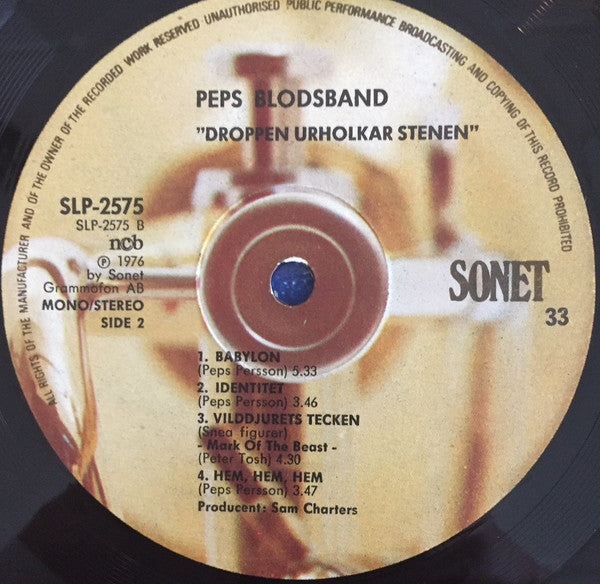 ALL RIGHTS OF THE MANUFACTURER AND OF THE OWNER OF THE RECORDED WORK RESERVED UNAUTHORISED PUBLIC PERFORMANCE BROADCASTING AND COPYING OF THIS RECORD PROHIBITED
PEPS BLODSBAND
"DROPPEN URHOLKAR STENEN"
SLP-2575
SLP-2575 B
ncb
℗ 1976
by Sonet
Grammofon AB
MONO/STEREO
SIDE 2
SONET
33
1. BABYLON
(Peps Persson) 5.33
2. IDENTITET
(Peps Persson) 3.46
3. VILDDJURETS TECKEN
(Snea figurer)
- Mark Of The Beast -
(Peter Tosh) 4.30
4. HEM, HEM, HEM
(Peps Persson) 3.47
Producent: Sam Charters